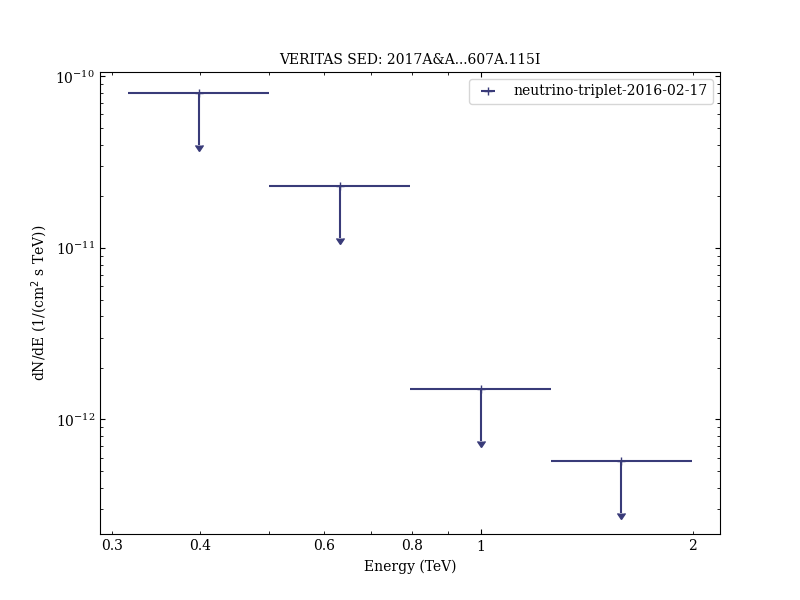 VERITAS SED: 2017A&A...607A.115I
neutrino-triplet-2016-02-17
dN/dE (1/(cm² s TeV))
10⁻¹⁰
10⁻¹¹
10⁻¹²
0.3 0.4 0.6 0.8 1 2
Energy (TeV)